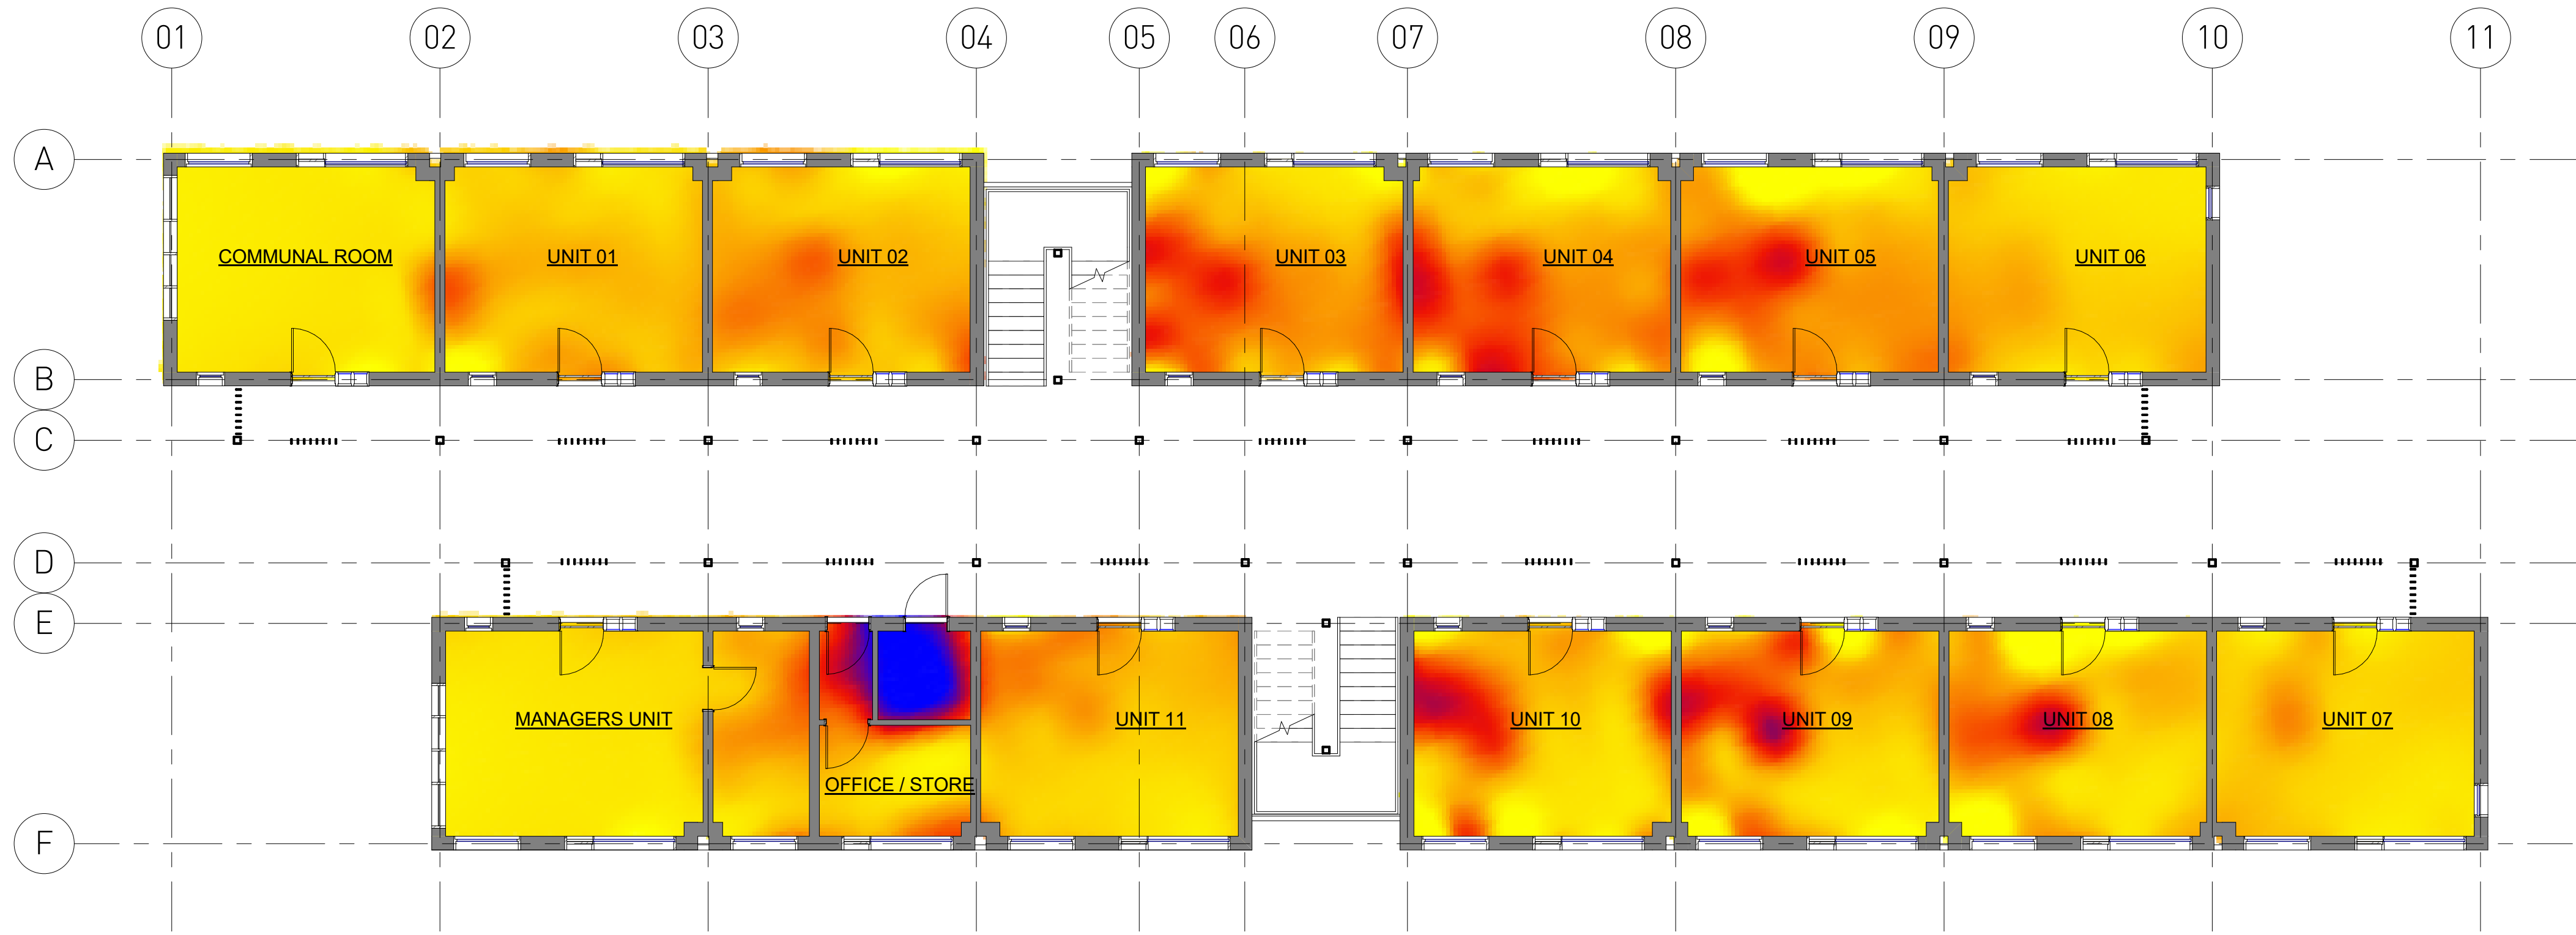 01 02 03 04 05 06 07 08 09 10 11
A
COMMUNAL ROOM UNIT 01 UNIT 02 UNIT 03 UNIT 04 UNIT 05 UNIT 06
B
C
D
E
MANAGERS UNIT UNIT 11 UNIT 10 UNIT 09 UNIT 08 UNIT 07
OFFICE / STORE
F